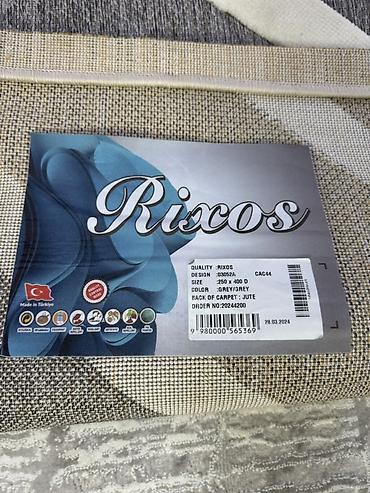 Rixos
QUALITY :RIXOS
DESIGN :03052A CAC44
SIZE :250 x 400 D
COLOR :GREY/GREY
BACK OF CARPET : JUTE
ORDER NO:20244200
9 980000 565369
28.03.2024
Made in Türkiye